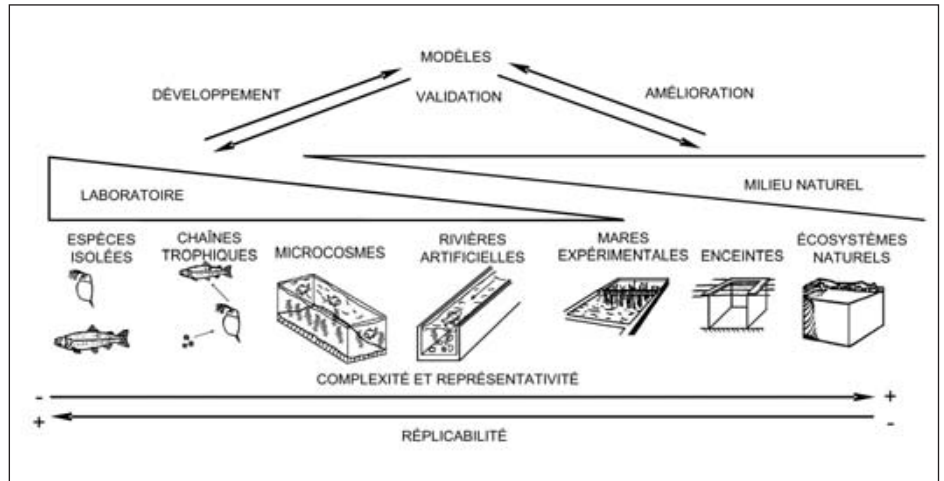 MODÈLES
DÉVELOPPEMENT
VALIDATION
AMÉLIORATION
LABORATOIRE
MILIEU NATUREL
ESPÈCES
ISOLÉES
CHAÎNES
TROPHIQUES
MICROCOSMES
RIVIÈRES
ARTIFICIELLES
MARES
EXPÉRIMENTALES
ENCEINTES
ÉCOSYSTÈMES
NATURELS
COMPLEXITÉ ET REPRÉSENTATIVITÉ
- +
+ -
RÉPLICABILITÉ